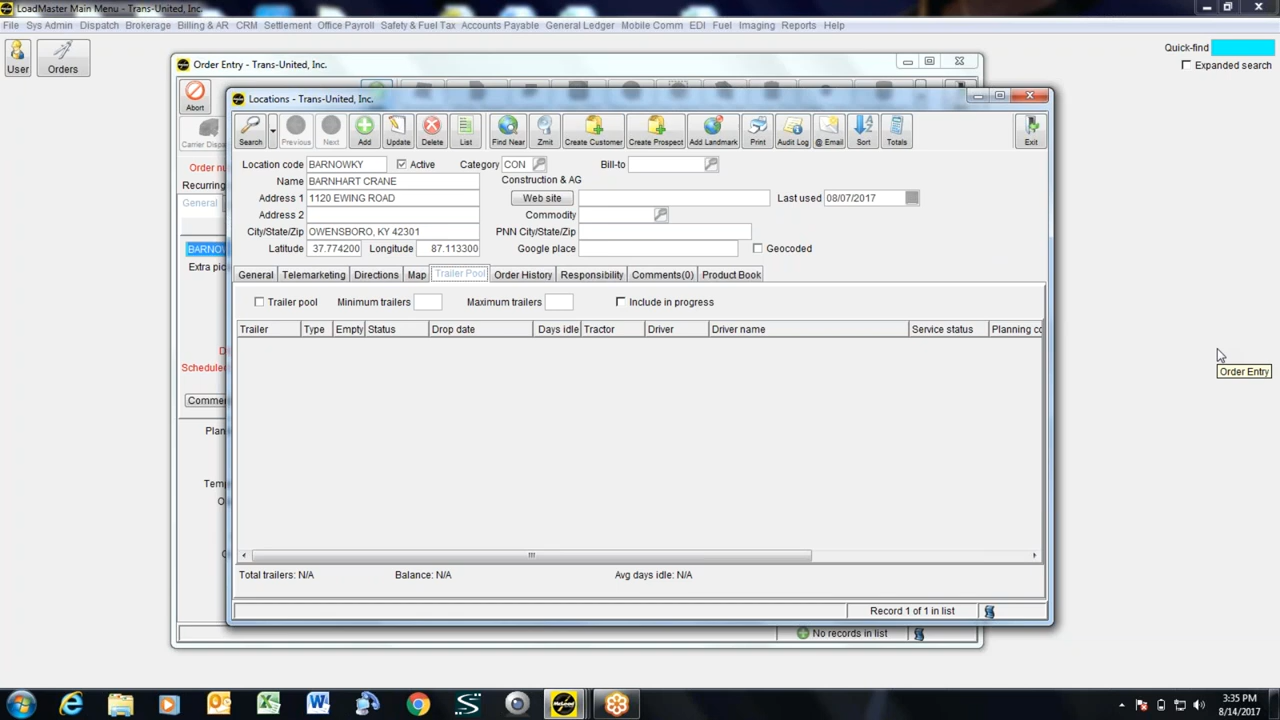 LoadMaster Main Menu - Trans-United, Inc.
File Sys Admin Dispatch Brokerage Billing & AR CRM Settlement Office Payroll Safety & Fuel Tax Accounts Payable General Ledger Mobile Comm EDI Fuel Imaging Reports Help
User Orders
Quick-find
Expanded search
Order Entry - Trans-United, Inc.
Abort
Carrier Dispa
Order nu
Recurring
General
BARNOW
Extra pic
D
Scheduled
Comme
Plan
Temp
O
Locations - Trans-United, Inc.
Search Previous Next Add Update Delete List Find Near Zmit Create Customer Create Prospect Add Landmark Print Audit Log @ Email Sort Totals Exit
Location code BARNOWKY Active Category CON Bill-to
Name BARNHART CRANE Construction & AG
Address 1 1120 EWING ROAD Web site Last used 08/07/2017
Address 2 Commodity
City/State/Zip OWENSBORO, KY 42301 PNN City/State/Zip
Latitude 37.774200 Longitude 87.113300 Google place Geocoded
General Telemarketing Directions Map Trailer Pool Order History Responsibility Comments(0) Product Book
Trailer pool Minimum trailers Maximum trailers Include in progress
Trailer Type Empty Status Drop date Days idle Tractor Driver Driver name Service status Planning co
Order Entry
Total trailers: N/A Balance: N/A Avg days idle: N/A
Record 1 of 1 in list
No records in list
3:35 PM
8/14/2017